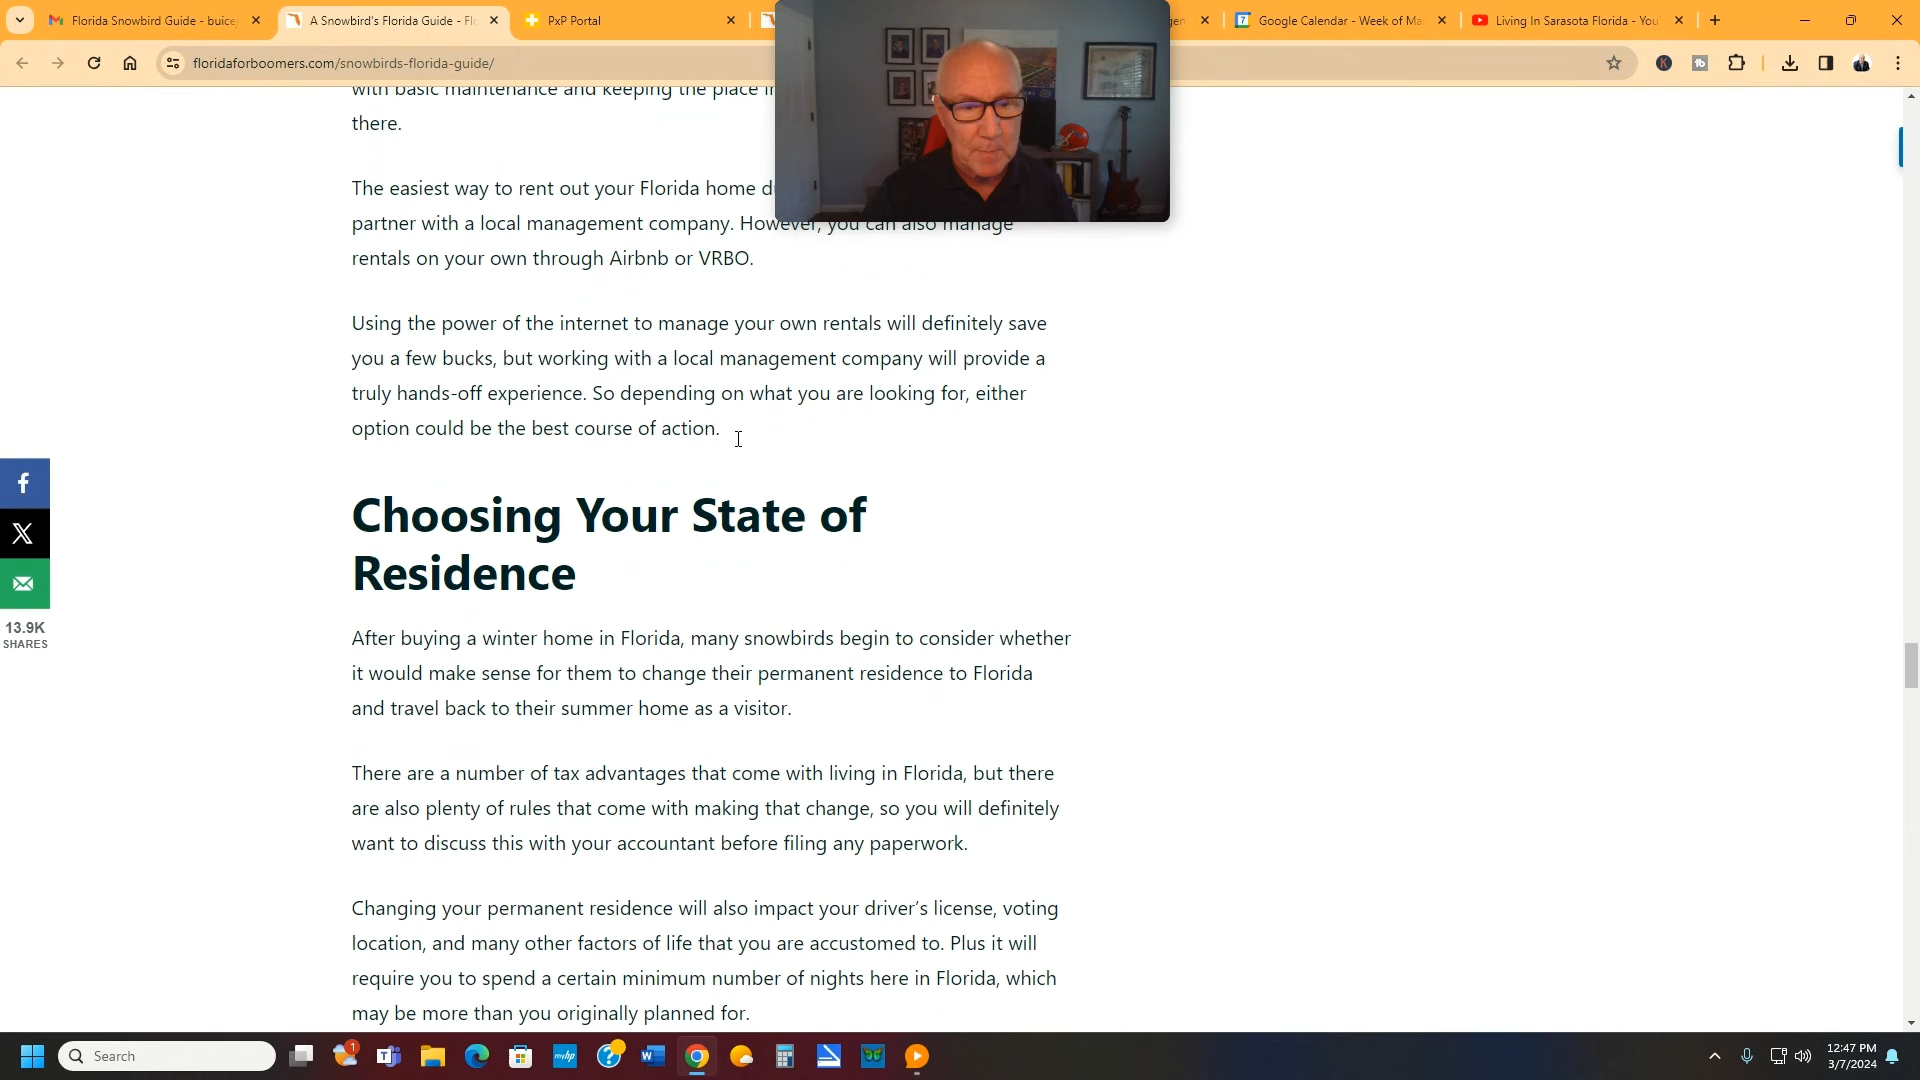 Florida Snowbird Guide - buice
A Snowbird's Florida Guide - Fl
PxP Portal
Google Calendar - Week of Ma
Living In Sarasota Florida - You
floridaforboomers.com/snowbirds-florida-guide/
with basic maintenance and keeping the place i
there.
The easiest way to rent out your Florida home d
partner with a local management company. However, you can also manage
rentals on your own through Airbnb or VRBO.
Using the power of the internet to manage your own rentals will definitely save
you a few bucks, but working with a local management company will provide a
truly hands-off experience. So depending on what you are looking for, either
option could be the best course of action.
Choosing Your State of
Residence
13.9K
SHARES
After buying a winter home in Florida, many snowbirds begin to consider whether
it would make sense for them to change their permanent residence to Florida
and travel back to their summer home as a visitor.
There are a number of tax advantages that come with living in Florida, but there
are also plenty of rules that come with making that change, so you will definitely
want to discuss this with your accountant before filing any paperwork.
Changing your permanent residence will also impact your driver's license, voting
location, and many other factors of life that you are accustomed to. Plus it will
require you to spend a certain minimum number of nights here in Florida, which
may be more than you originally planned for.
Search
12:47 PM
3/7/2024